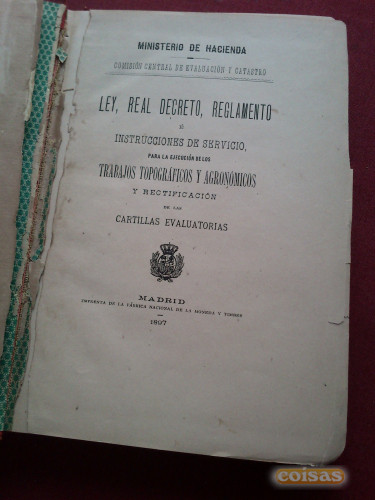 MINISTERIO DE HACIENDA
COMISIÓN CENTRAL DE EVALUACIÓN Y CATASTRO
LEY, REAL DECRETO, REGLAMENTO
É
INSTRUCCIONES DE SERVICIO,
PARA LA EJECUCIÓN DE LOS
TRABAJOS TOPOGRÁFICOS Y AGRONÓMICOS
Y RECTIFICACIÓN
DE LAS
CARTILLAS EVALUATORIAS
MADRID
IMPRENTA DE LA FÁBRICA NACIONAL DE LA MONEDA Y TIMBRE
1897
coisas